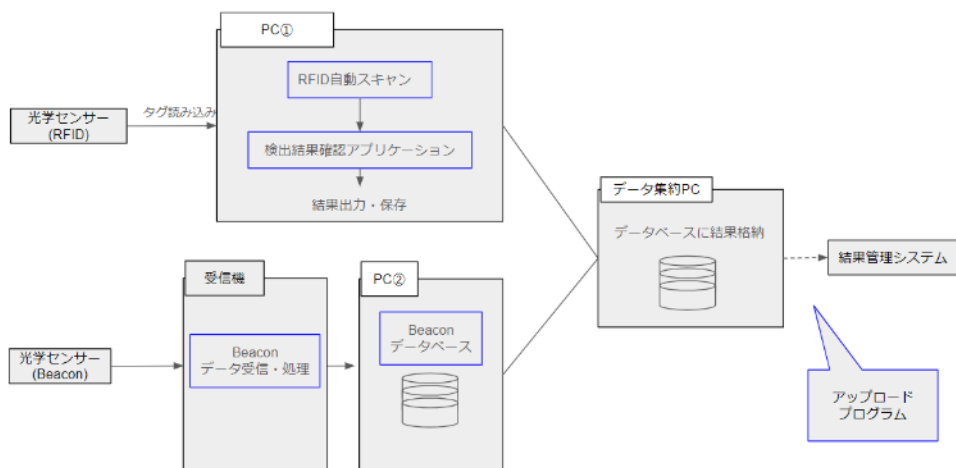 PC①
RFID自動スキャン
光学センサー
(RFID)
タグ読み込み
検出結果確認アプリケーション
結果出力・保存
データ集約PC
データベースに結果格納
結果管理システム
受信機
PC②
Beacon
データベース
光学センサー
(Beacon)
Beacon
データ受信・処理
アップロード
プログラム